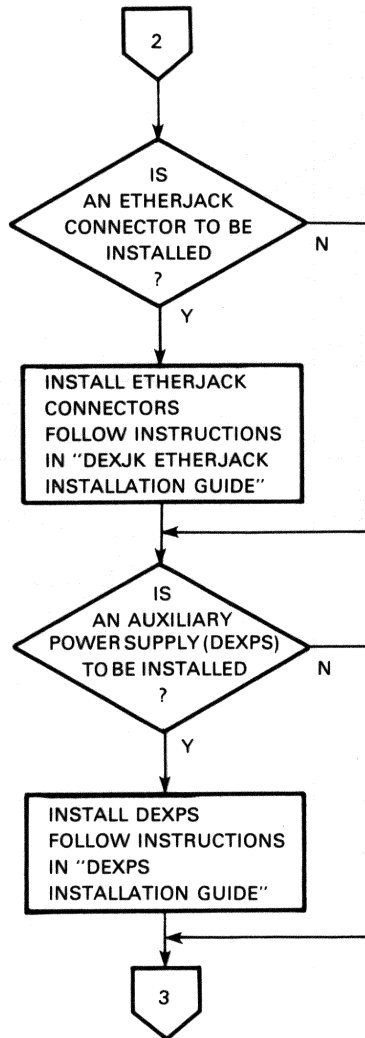 2
IS
AN ETHERJACK
CONNECTOR TO BE
INSTALLED
?
N
Y
INSTALL ETHERJACK
CONNECTORS
FOLLOW INSTRUCTIONS
IN "DEXJK ETHERJACK
INSTALLATION GUIDE"
IS
AN AUXILIARY
POWER SUPPLY (DEXPS)
TO BE INSTALLED
?
N
Y
INSTALL DEXPS
FOLLOW INSTRUCTIONS
IN "DEXPS
INSTALLATION GUIDE"
3